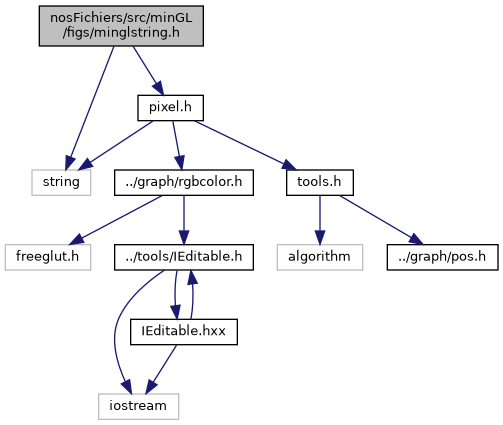 nosFichiers/src/minGL
/figs/minglstring.h
pixel.h
string
../graph/rgbcolor.h
tools.h
freeglut.h
../tools/IEditable.h
algorithm
../graph/pos.h
IEditable.hxx
iostream